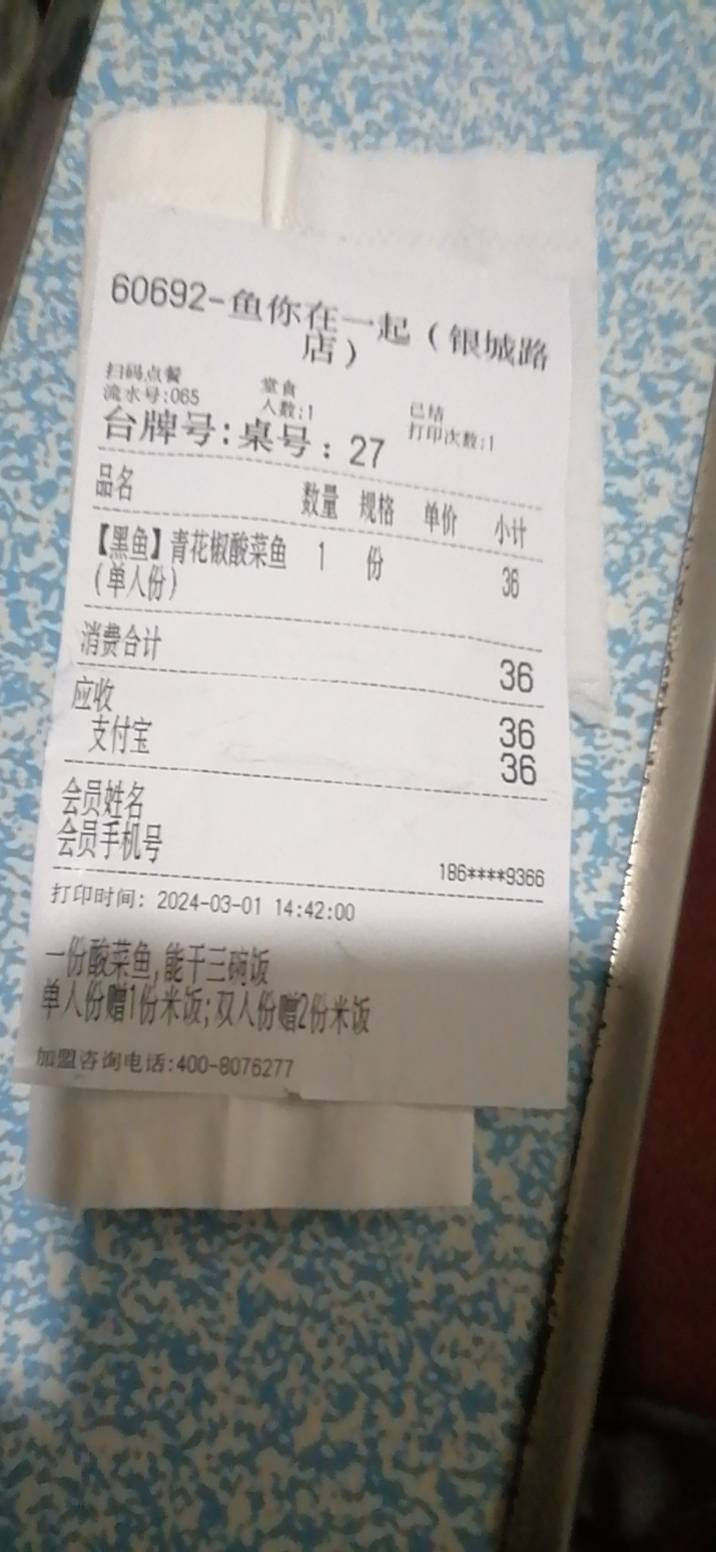 60692-鱼你在一起（银城路
店）
扫码点餐 堂食 已结
流水号:065 人数:1 打印次数:1
台牌号:桌号：27
品名 数量 规格 单价 小计
【黑鱼】青花椒酸菜鱼 1 份 36
（单人份）
消费合计 36
应收 36
支付宝 36
会员姓名
会员手机号 186****9366
打印时间: 2024-03-01 14:42:00
一份酸菜鱼,能干三碗饭
单人份赠1份米饭;双人份赠2份米饭
加盟咨询电话:400-8076277